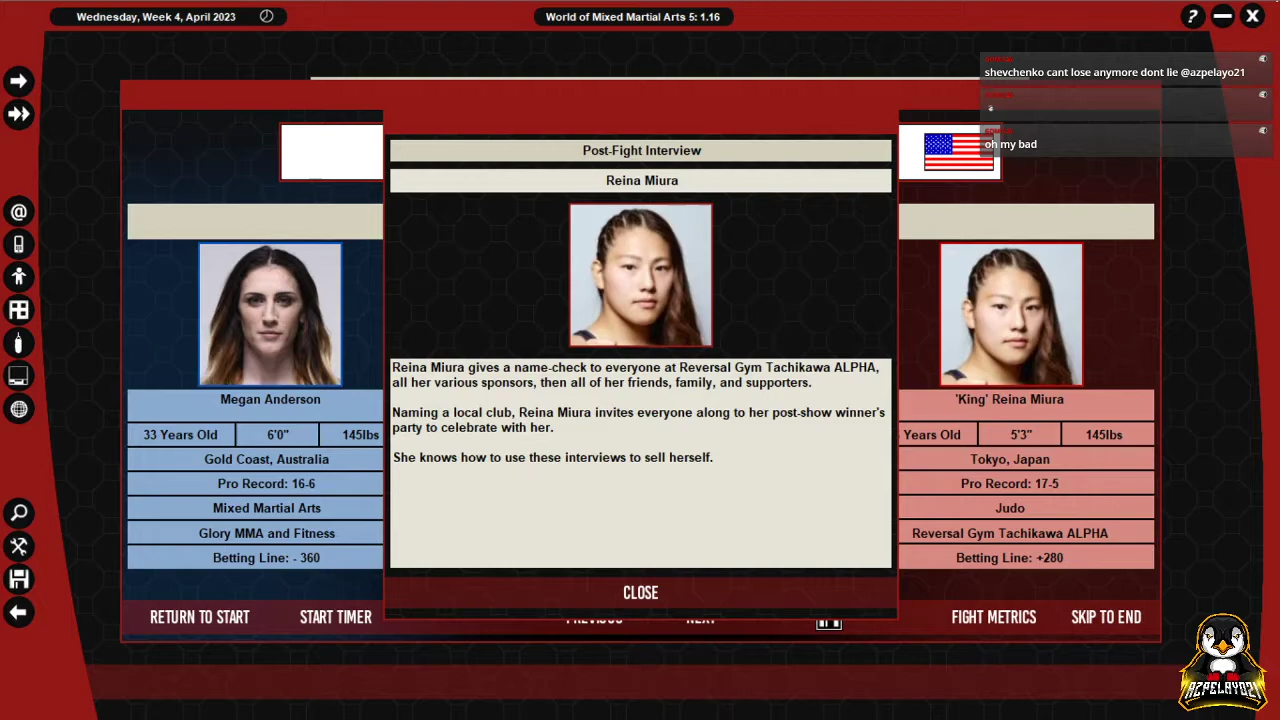 Wednesday, Week 4, April 2023
World of Mixed Martial Arts 5: 1.16
?
shevchenko cant lose anymore dont lie @azpelayo21
oh my bad
Post-Fight Interview
Reina Miura
Reina Miura gives a name-check to everyone at Reversal Gym Tachikawa ALPHA,
all her various sponsors, then all of her friends, family, and supporters.
Naming a local club, Reina Miura invites everyone along to her post-show winner's
party to celebrate with her.
She knows how to use these interviews to sell herself.
CLOSE
Megan Anderson
33 Years Old
6'0"
145lbs
Gold Coast, Australia
Pro Record: 16-6
Mixed Martial Arts
Glory MMA and Fitness
Betting Line: - 360
'King' Reina Miura
Years Old
5'3"
145lbs
Tokyo, Japan
Pro Record: 17-5
Judo
Reversal Gym Tachikawa ALPHA
Betting Line: +280
RETURN TO START
START TIMER
PREVIOUS
NEXT
FIGHT METRICS
SKIP TO END
AZPELAYO21